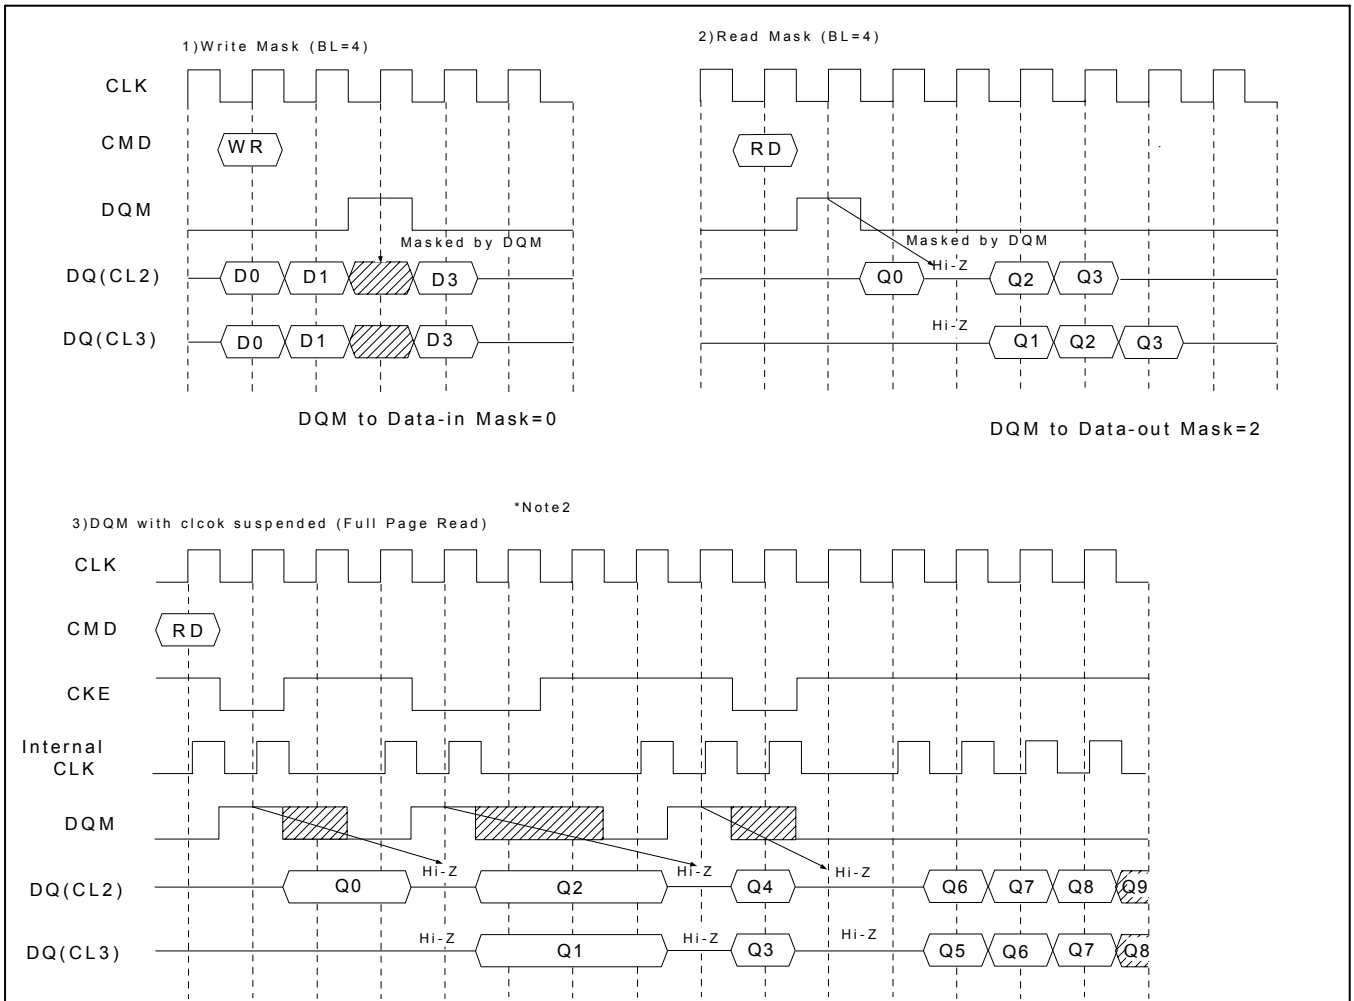 1)Write Mask (BL=4)
2)Read Mask (BL=4)
CLK
CMD
WR
RD
DQM
Masked by DQM
Masked by DQM
DQ(CL2)
D0 D1 D3
Q0 Hi-Z Q2 Q3
DQ(CL3)
D0 D1 D3
Hi-Z Q1 Q2 Q3
DQM to Data-in Mask=0
DQM to Data-out Mask=2
*Note2
3)DQM with clcok suspended (Full Page Read)
CLK
CMD
RD
CKE
Internal
CLK
DQM
DQ(CL2)
Q0 Hi-Z Q2 Hi-Z Q4 Hi-Z Q6 Q7 Q8 Q9
DQ(CL3)
Hi-Z Q1 Hi-Z Q3 Hi-Z Q5 Q6 Q7 Q8